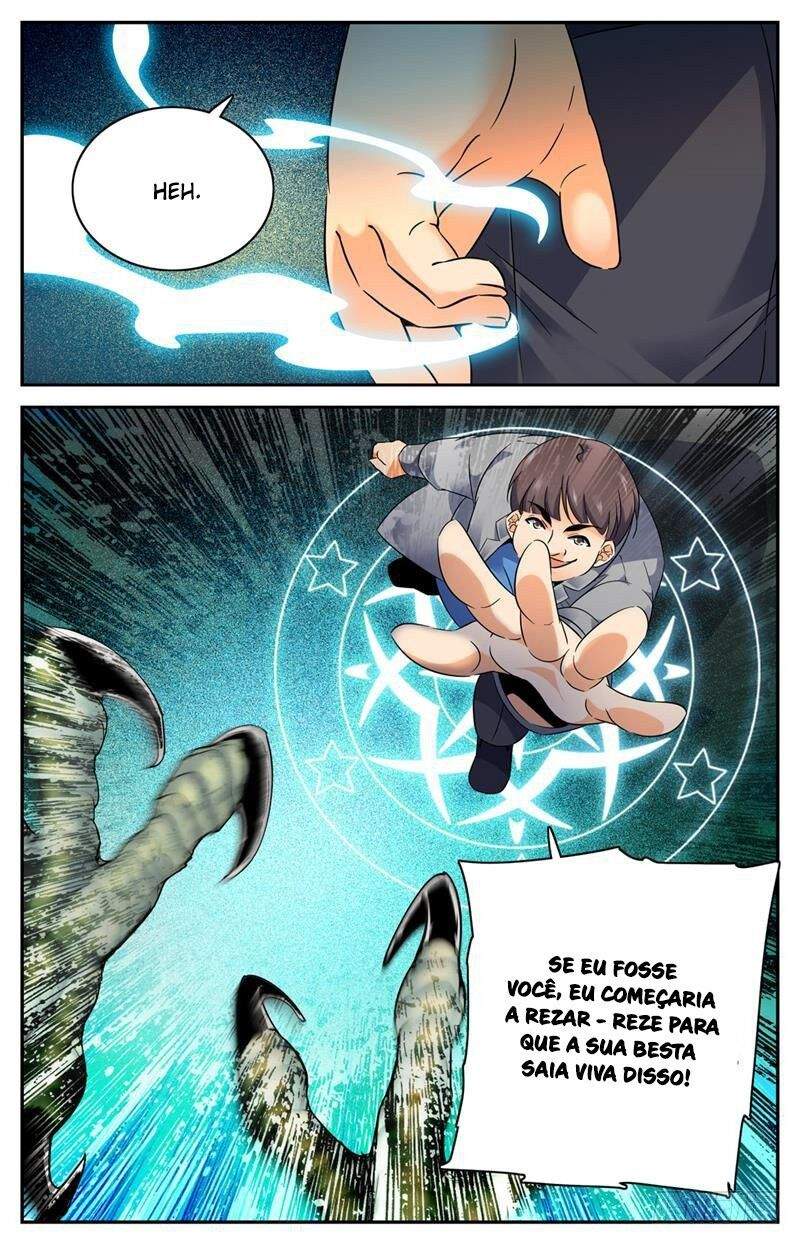 HEH.
SE EU FOSSE
VOCÊ, EU COMEÇARIA
A REZAR - REZE PARA
QUE A SUA BESTA
SAIA VIVA DISSO!